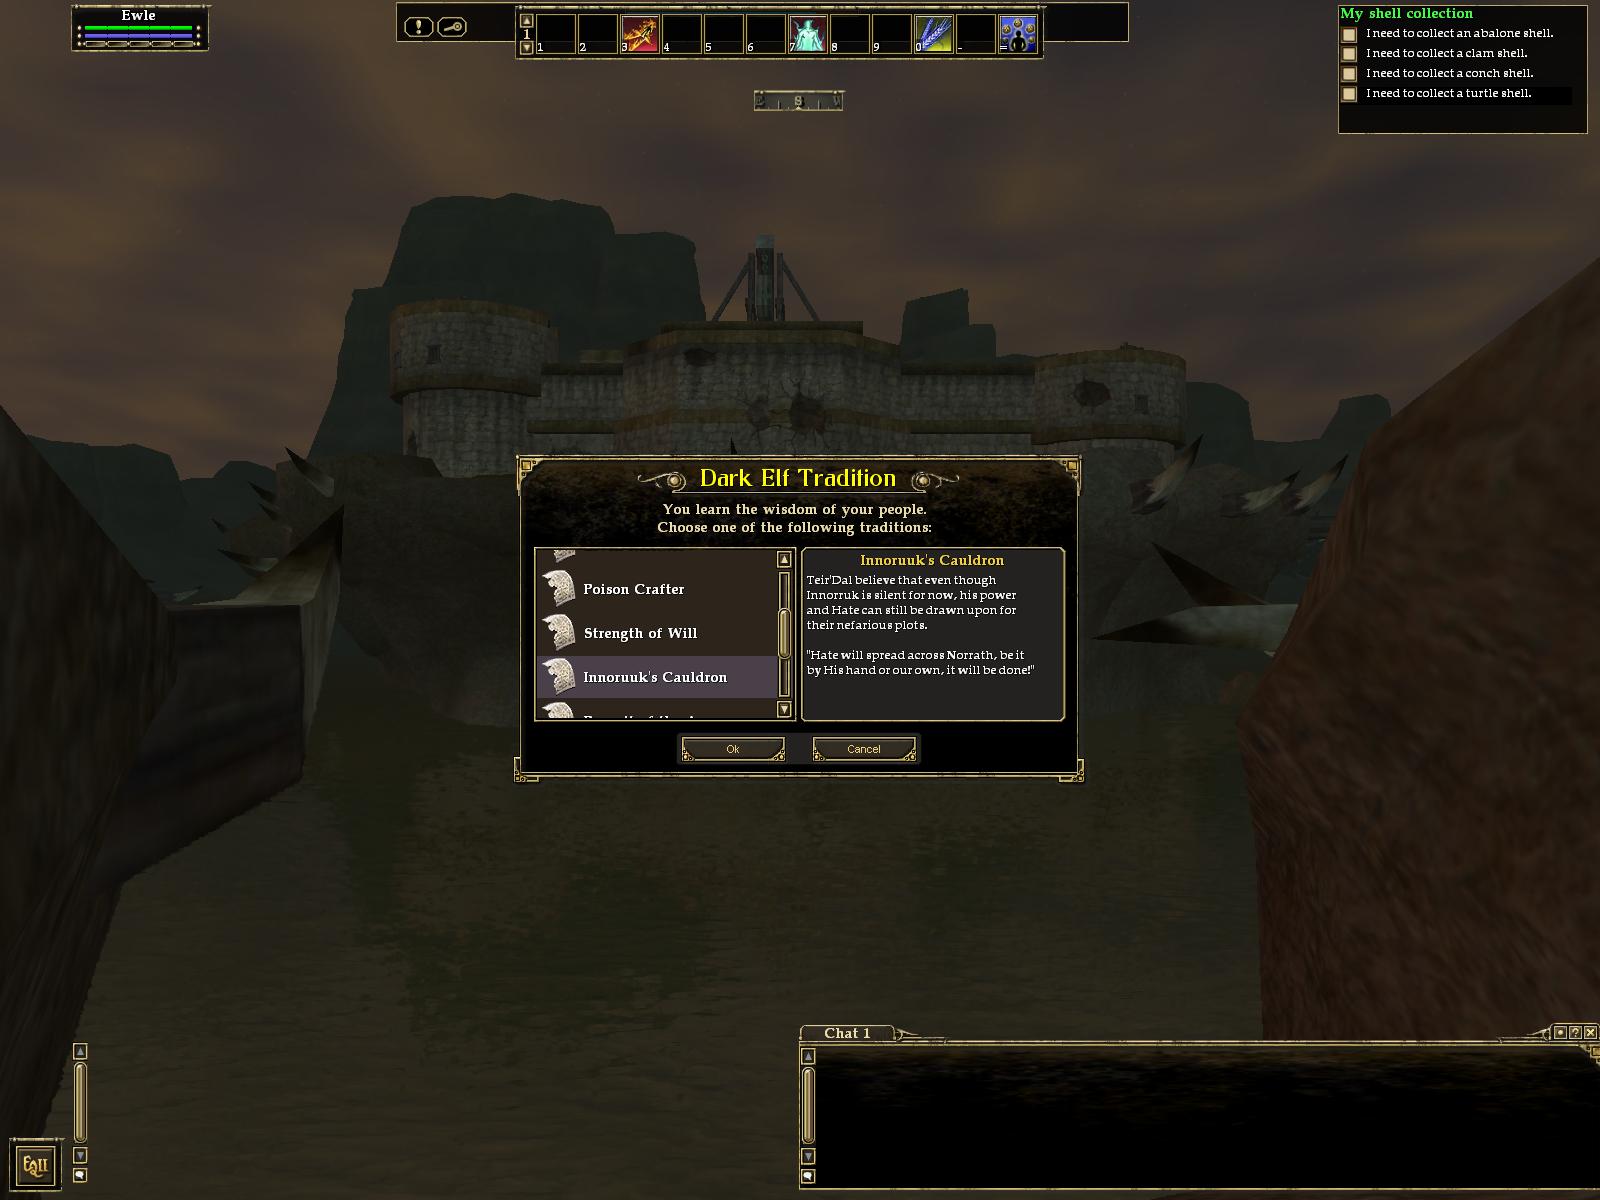 Ewle
1
1
2
3
4
5
6
7
8
9
0
-
=
E S W
My shell collection
I need to collect an abalone shell.
I need to collect a clam shell.
I need to collect a conch shell.
I need to collect a turtle shell.
Dark Elf Tradition
You learn the wisdom of your people.
Choose one of the following traditions:
Poison Crafter
Strength of Will
Innoruuk's Cauldron
Innoruuk's Cauldron
Teir'Dal believe that even though
Innorruk is silent for now, his power
and Hate can still be drawn upon for
their nefarious plots.
"Hate will spread across Norrath, be it
by His hand or our own, it will be done!"
Ok
Cancel
Chat 1
?
EQII